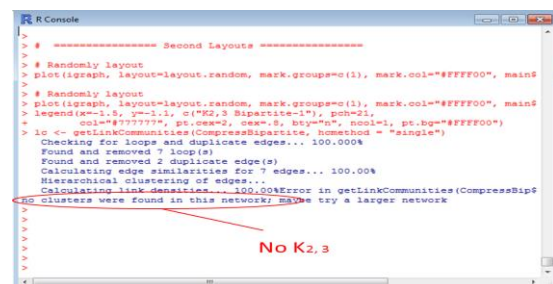 R Console
>
> # ================ Second Layouts ================
>
> # Randomly layout
> plot(igraph, layout=layout.random, mark.groups=c(1), mark.col="#FFFF00", main$
>
> # Randomly layout
> plot(igraph, layout=layout.random, mark.groups=c(1), mark.col="#FFFF00", main$
> legend(x=-1.5, y=-1.1, c("K2,3 Bipartite-1"), pch=21,
+ col="#777777", pt.cex=2, cex=.8, bty="n", ncol=1, pt.bg="#FFFF00")
> lc <- getLinkCommunities(CompressBipartite, hcmethod = "single")
Checking for loops and duplicate edges... 100.000%
Found and removed 7 loop(s)
Found and removed 2 duplicate edge(s)
Calculating edge similarities for 7 edges... 100.00%
Hierarchical clustering of edges...
Calculating link densities... 100.00%Error in getLinkCommunities(CompressBip$
no clusters were found in this network; maybe try a larger network
>
>
>
>
>
>
>
No K2, 3